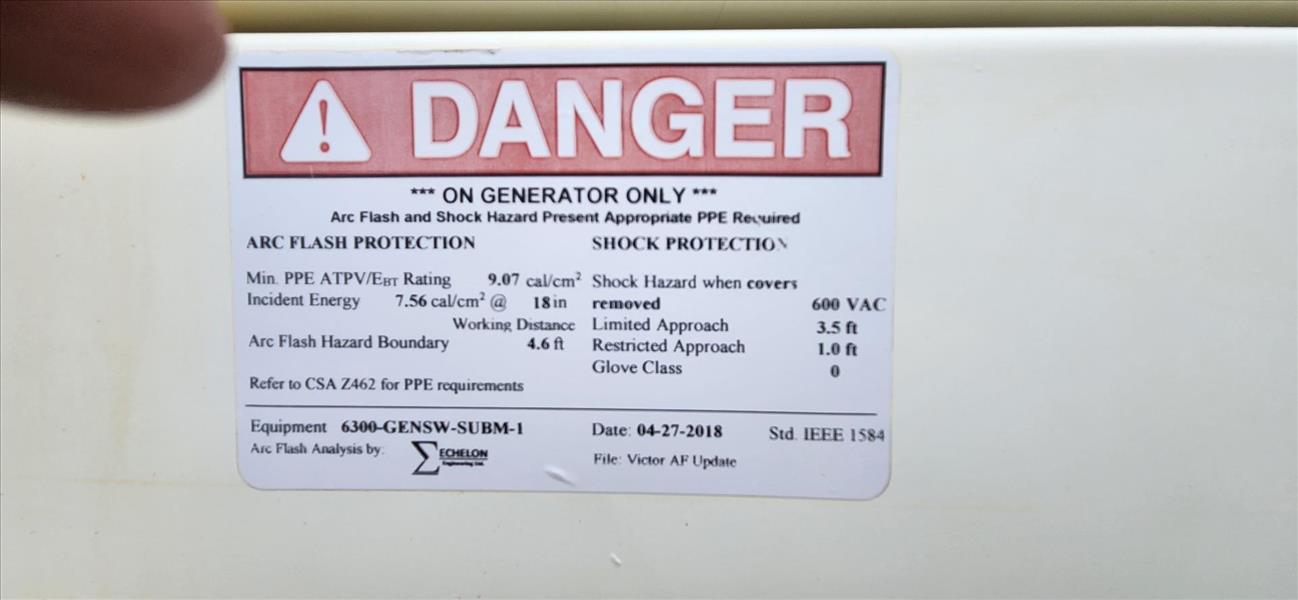 DANGER
*** ON GENERATOR ONLY ***
Arc Flash and Shock Hazard Present Appropriate PPE Required
ARC FLASH PROTECTION
Min. PPE ATPV/EBT Rating 9.07 cal/cm²
Incident Energy 7.56 cal/cm² @ 18 in
Working Distance
Arc Flash Hazard Boundary 4.6 ft
Refer to CSA Z462 for PPE requirements
SHOCK PROTECTION
Shock Hazard when covers
removed 600 VAC
Limited Approach 3.5 ft
Restricted Approach 1.0 ft
Glove Class 0
Equipment 6300-GENSW-SUBM-1
Arc Flash Analysis by:
ECHELON
Engineering Ltd.
Date: 04-27-2018
Std. IEEE 1584
File: Victor AF Update